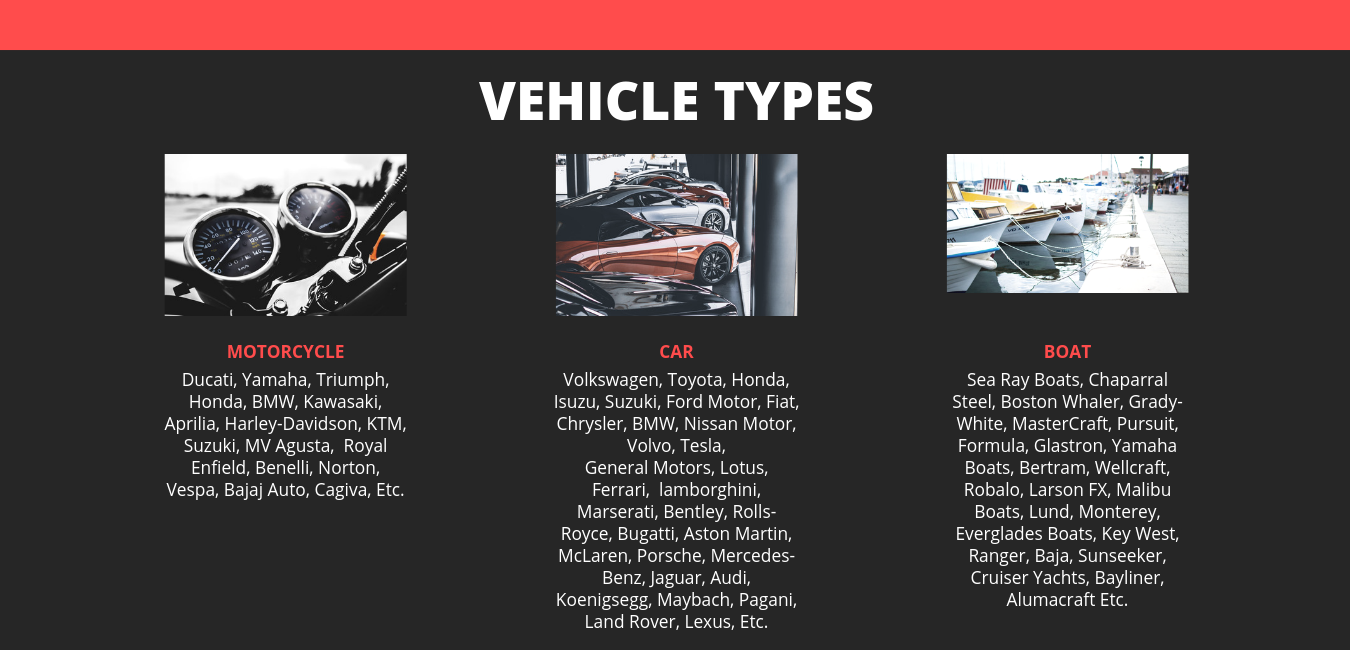 VEHICLE TYPES
MOTORCYCLE
Ducati, Yamaha, Triumph,
Honda, BMW, Kawasaki,
Aprilia, Harley-Davidson, KTM,
Suzuki, MV Agusta,  Royal
Enfield, Benelli, Norton,
Vespa, Bajaj Auto, Cagiva, Etc.
CAR
Volkswagen, Toyota, Honda,
Isuzu, Suzuki, Ford Motor, Fiat,
Chrysler, BMW, Nissan Motor,
Volvo, Tesla,
General Motors, Lotus,
Ferrari,  lamborghini,
Marserati, Bentley, Rolls-
Royce, Bugatti, Aston Martin,
McLaren, Porsche, Mercedes-
Benz, Jaguar, Audi,
Koenigsegg, Maybach, Pagani,
Land Rover, Lexus, Etc.
BOAT
Sea Ray Boats, Chaparral
Steel, Boston Whaler, Grady-
White, MasterCraft, Pursuit,
Formula, Glastron, Yamaha
Boats, Bertram, Wellcraft,
Robalo, Larson FX, Malibu
Boats, Lund, Monterey,
Everglades Boats, Key West,
Ranger, Baja, Sunseeker,
Cruiser Yachts, Bayliner,
Alumacraft Etc.